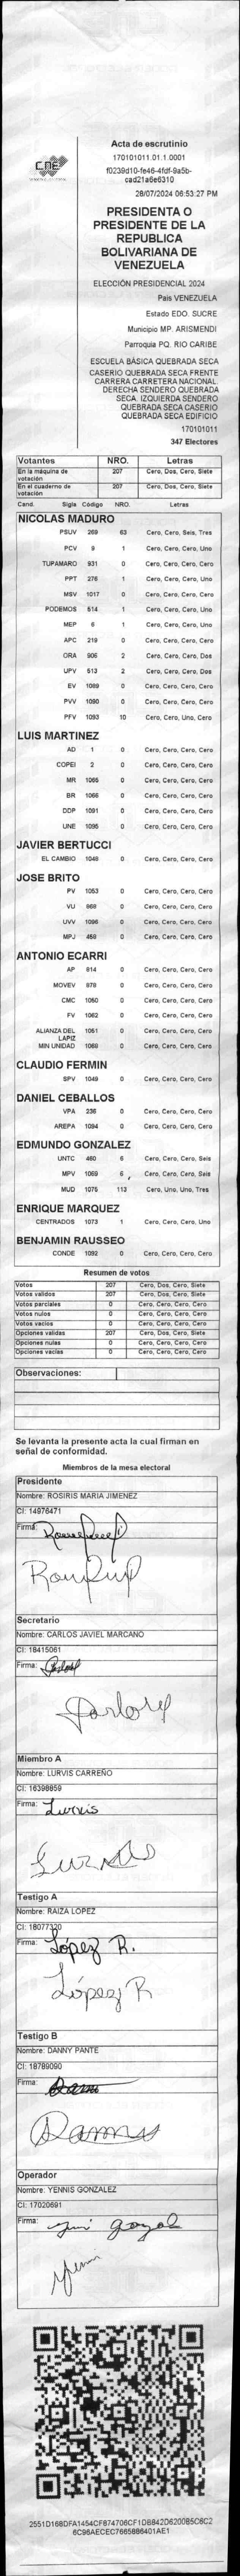 CNE
Acta de escrutinio
170101011.01.1.0001
f0239d10-fe46-4fdf-9a5b-
cad21a6e6310
28/07/2024 06:53:27 PM
PRESIDENTA O
PRESIDENTE DE LA
REPUBLICA
BOLIVARIANA DE
VENEZUELA
ELECCIÓN PRESIDENCIAL 2024
Pais VENEZUELA
Estado EDO. SUCRE
Municipio MP. ARISMENDI
Parroquia PQ. RIO CARIBE
ESCUELA BÁSICA QUEBRADA SECA
CASERIO QUEBRADA SECA FRENTE
CARRERA CARRETERA NACIONAL.
DERECHA SENDERO QUEBRADA
SECA. IZQUIERDA SENDERO
QUEBRADA SECA CASERIO
QUEBRADA SECA EDIFICIO
170101011
347 Electores
Votantes NRO. Letras
En la máquina de votación 207 Cero, Dos, Cero, Siete
En el cuaderno de votación 207 Cero, Dos, Cero, Siete
Cand. Sigla Código NRO. Letras
NICOLAS MADURO
PSUV 269 63 Cero, Cero, Seis, Tres
PCV 9 1 Cero, Cero, Cero, Uno
TUPAMARO 931 0 Cero, Cero, Cero, Cero
PPT 276 1 Cero, Cero, Cero, Uno
MSV 1017 0 Cero, Cero, Cero, Cero
PODEMOS 514 1 Cero, Cero, Cero, Uno
MEP 6 1 Cero, Cero, Cero, Uno
APC 219 0 Cero, Cero, Cero, Cero
ORA 906 2 Cero, Cero, Cero, Dos
UPV 513 2 Cero, Cero, Cero, Dos
EV 1089 0 Cero, Cero, Cero, Cero
PVV 1090 0 Cero, Cero, Cero, Cero
PFV 1093 10 Cero, Cero, Uno, Cero
LUIS MARTINEZ
AD 1 0 Cero, Cero, Cero, Cero
COPEI 2 0 Cero, Cero, Cero, Cero
MR 1065 0 Cero, Cero, Cero, Cero
BR 1066 0 Cero, Cero, Cero, Cero
DDP 1091 0 Cero, Cero, Cero, Cero
UNE 1095 0 Cero, Cero, Cero, Cero
JAVIER BERTUCCI
EL CAMBIO 1046 0 Cero, Cero, Cero, Cero
JOSE BRITO
PV 1053 0 Cero, Cero, Cero, Cero
VU 868 0 Cero, Cero, Cero, Cero
UVV 1096 0 Cero, Cero, Cero, Cero
MPJ 458 0 Cero, Cero, Cero, Cero
ANTONIO ECARRI
AP 814 0 Cero, Cero, Cero, Cero
MOVEV 878 0 Cero, Cero, Cero, Cero
CMC 1050 0 Cero, Cero, Cero, Cero
FV 1062 0 Cero, Cero, Cero, Cero
ALIANZA DEL LAPIZ 1051 0 Cero, Cero, Cero, Cero
MIN UNIDAD 1068 0 Cero, Cero, Cero, Cero
CLAUDIO FERMIN
SPV 1049 0 Cero, Cero, Cero, Cero
DANIEL CEBALLOS
VPA 236 0 Cero, Cero, Cero, Cero
AREPA 1094 0 Cero, Cero, Cero, Cero
EDMUNDO GONZALEZ
UNTC 460 6 Cero, Cero, Cero, Seis
MPV 1069 6 Cero, Cero, Cero, Seis
MUD 1075 113 Cero, Uno, Uno, Tres
ENRIQUE MARQUEZ
CENTRADOS 1073 1 Cero, Cero, Cero, Uno
BENJAMIN RAUSSEO
CONDE 1092 0 Cero, Cero, Cero, Cero
Resumen de votos
Votos 207 Cero, Dos, Cero, Siete
Votos validos 207 Cero, Dos, Cero, Siete
Votos parciales 0 Cero, Cero, Cero, Cero
Votos nulos 0 Cero, Cero, Cero, Cero
Votos vacios 0 Cero, Cero, Cero, Cero
Opciones validas 207 Cero, Dos, Cero, Siete
Opciones nulas 0 Cero, Cero, Cero, Cero
Opciones vacias 0 Cero, Cero, Cero, Cero
Observaciones:
Se levanta la presente acta la cual firman en
señal de conformidad.
Miembros de la mesa electoral
Presidente
Nombre: ROSIRIS MARIA JIMENEZ
CI: 14976471
Firma:
Secretario
Nombre: CARLOS JAVIEL MARCANO
CI: 18415061
Firma:
Miembro A
Nombre: LURVIS CARREÑO
CI: 16398859
Firma: Lurvis
Testigo A
Nombre: RAIZA LOPEZ
CI: 18077320
Firma: López R.
López R
Testigo B
Nombre: DANNY PANTE
CI: 18789090
Firma:
Operador
Nombre: YENNIS GONZALEZ
CI: 17020691
Firma:
2551D168DFA1454CF874706CF1DB842D6200B5C6C2
6C96AECEC7665886401AE1